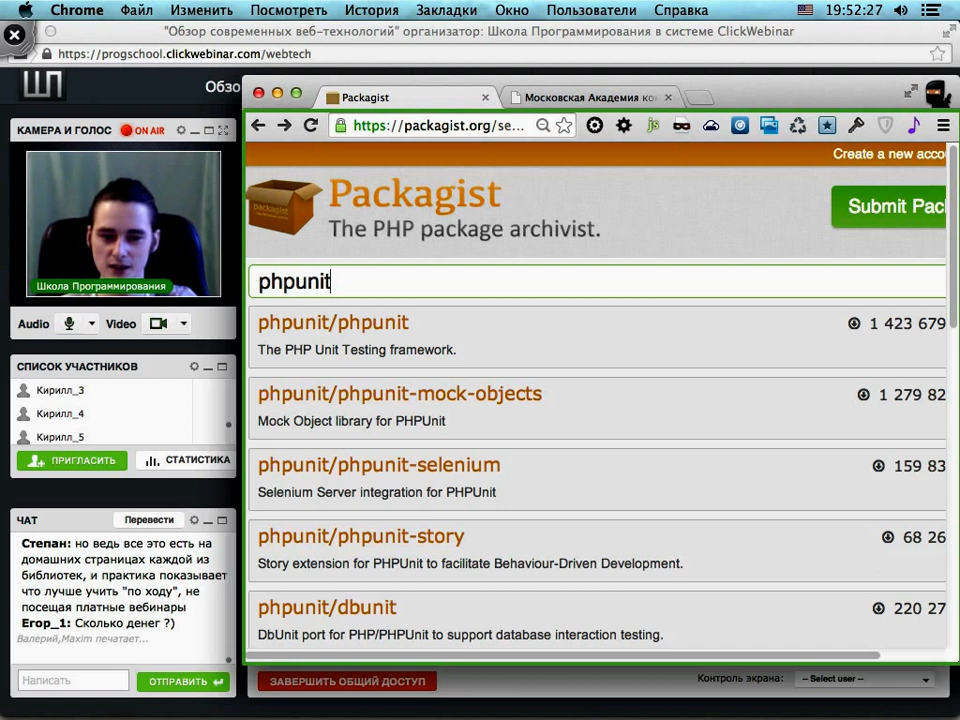 Chrome Файл Изменить Посмотреть История Закладки Окно Пользователи Справка 19:52:27
"Обзор современных веб-технологий" организатор: Школа Программирования в системе ClickWebinar
https://progschool.clickwebinar.com/webtech
ШП Обзо
Packagist
Московская Академия ко
КАМЕРА И ГОЛОС ON AIR
https://packagist.org/se...
js
Create a new acco
Packagist
The PHP package archivist.
Submit Pac
Школа Программирования
phpunit
Audio Video
phpunit/phpunit 1 423 679
The PHP Unit Testing framework.
СПИСОК УЧАСТНИКОВ
Кирилл_3
Кирилл_4
Кирилл_5
phpunit/phpunit-mock-objects 1 279 82
Mock Object library for PHPUnit
ПРИГЛАСИТЬ СТАТИСТИКА
phpunit/phpunit-selenium 159 83
Selenium Server integration for PHPUnit
ЧАТ Перевести
Степан: но ведь все это есть на
домашних страницах каждой из
библиотек, и практика показывает
что лучше учить "по ходу", не
посещая платные вебинары
Егор_1: Сколько денег ?)
Валерий,Maxim печатает...
phpunit/phpunit-story 68 26
Story extension for PHPUnit to facilitate Behaviour-Driven Development.
phpunit/dbunit 220 27
DbUnit port for PHP/PHPUnit to support database interaction testing.
Написать ОТПРАВИТЬ
ЗАВЕРШИТЬ ОБЩИЙ ДОСТУП
Контроль экрана: -- Select user --